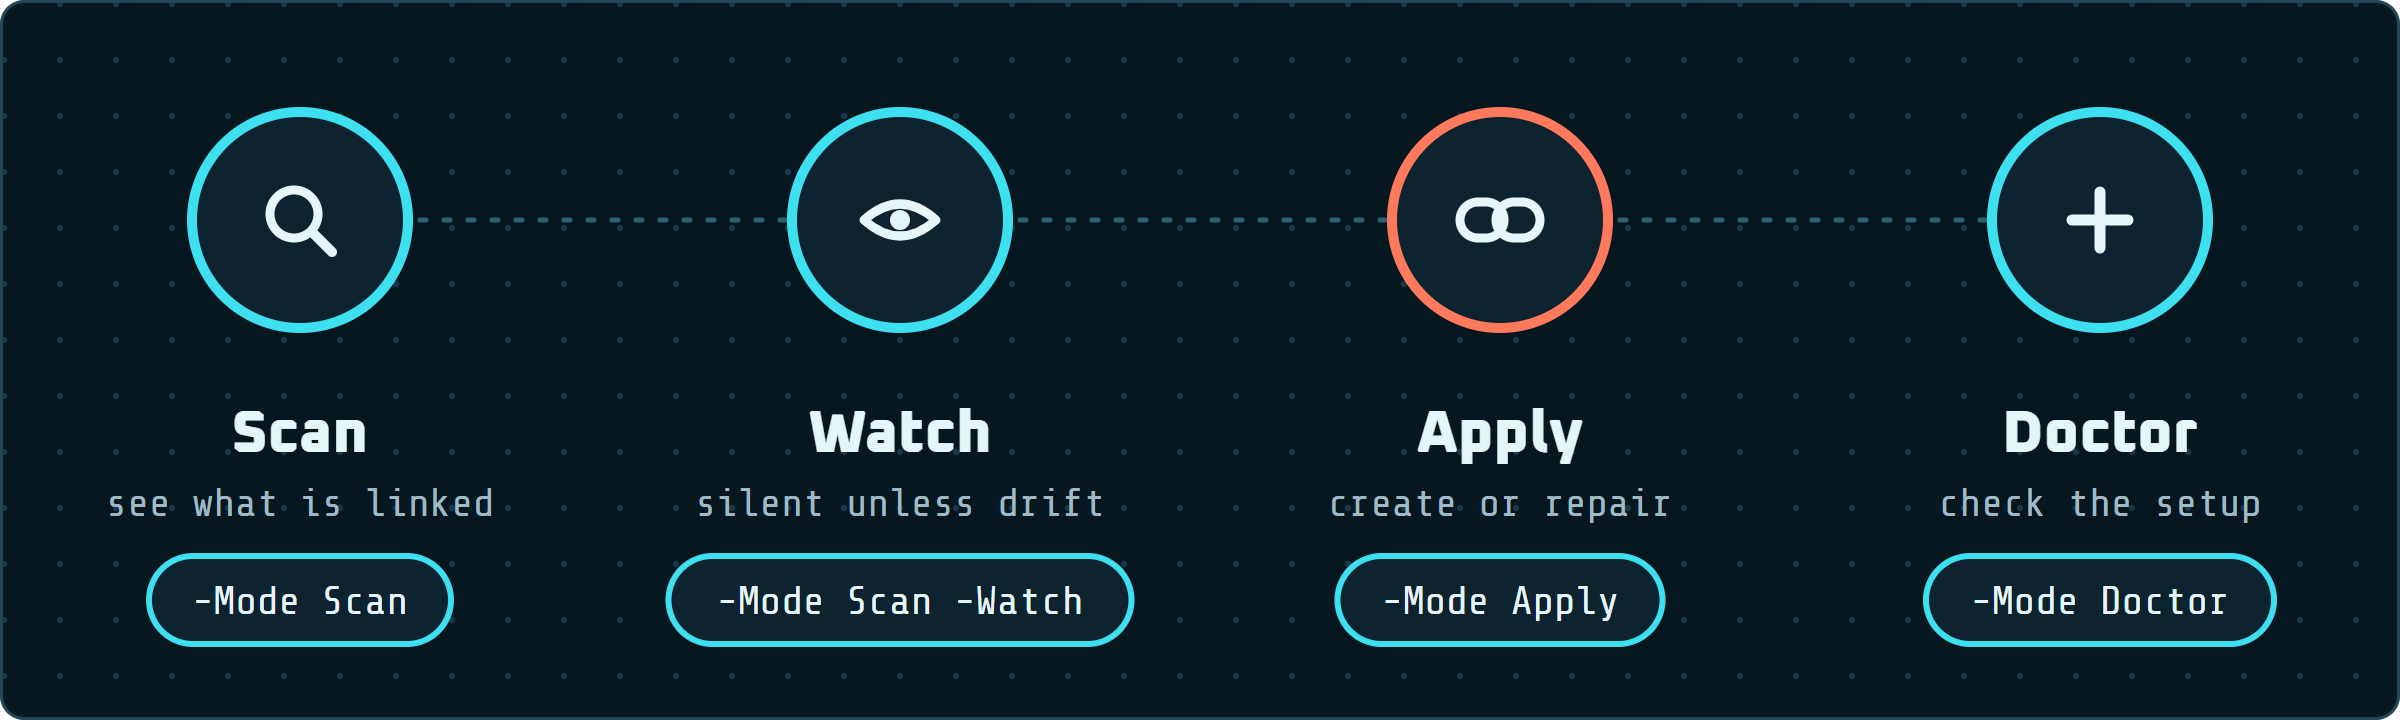 Scan
see what is linked
-Mode Scan
Watch
silent unless drift
-Mode Scan -Watch
Apply
create or repair
-Mode Apply
Doctor
check the setup
-Mode Doctor